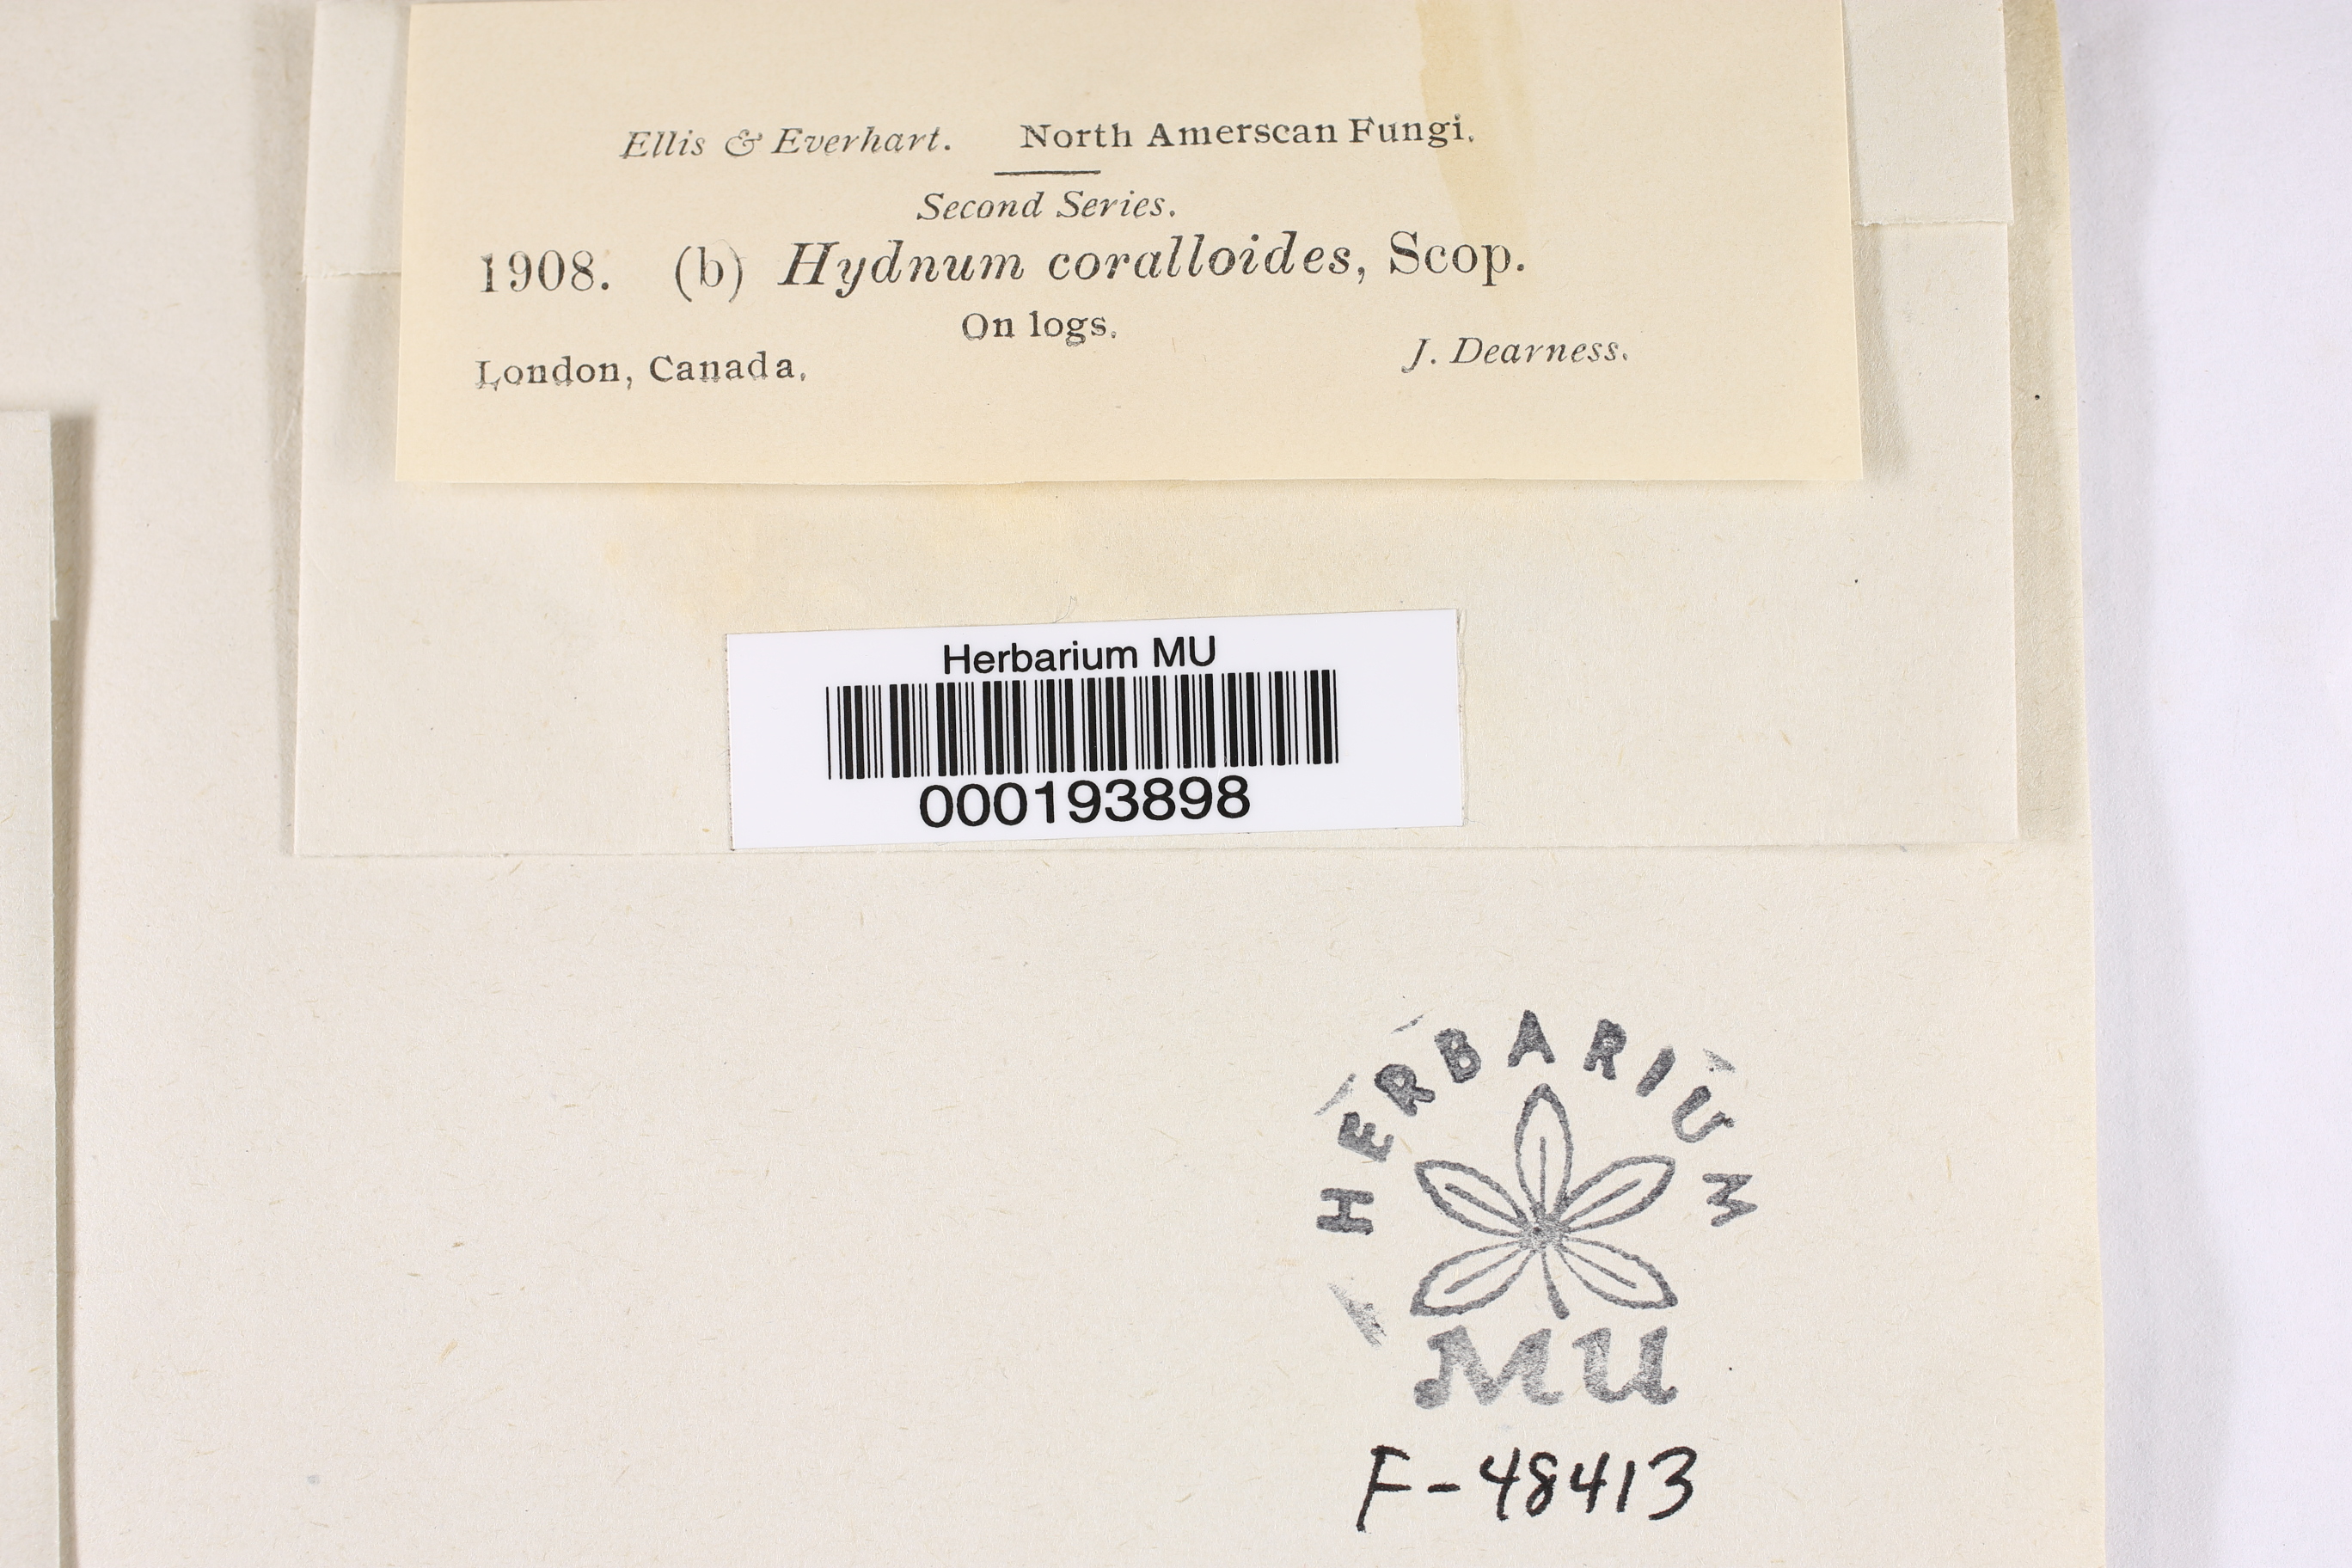 Ellis & Everhart. North Amerscan Fungi.
Second Series.
1908. (b) Hydnum coralloides, Scop.
On logs.
London, Canada.
J. Dearness.
Herbarium MU
000193898
HERBARIUM
MU
F-48413